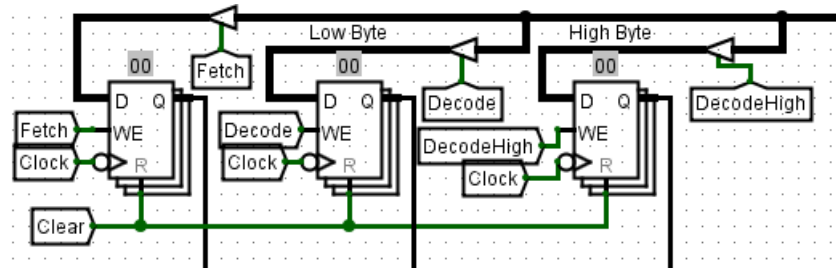 Low Byte
High Byte
00
00
00
Fetch
Decode
DecodeHigh
D Q
D Q
D Q
Fetch
WE
Decode
WE
DecodeHigh
WE
Clock
R
Clock
R
Clock
R
Clear